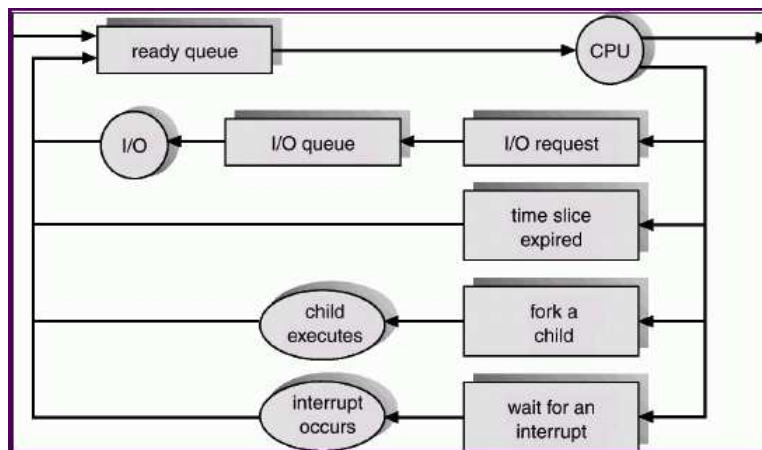 ready queue
CPU
I/O
I/O queue
I/O request
time slice
expired
child
executes
fork a
child
interrupt
occurs
wait for an
interrupt